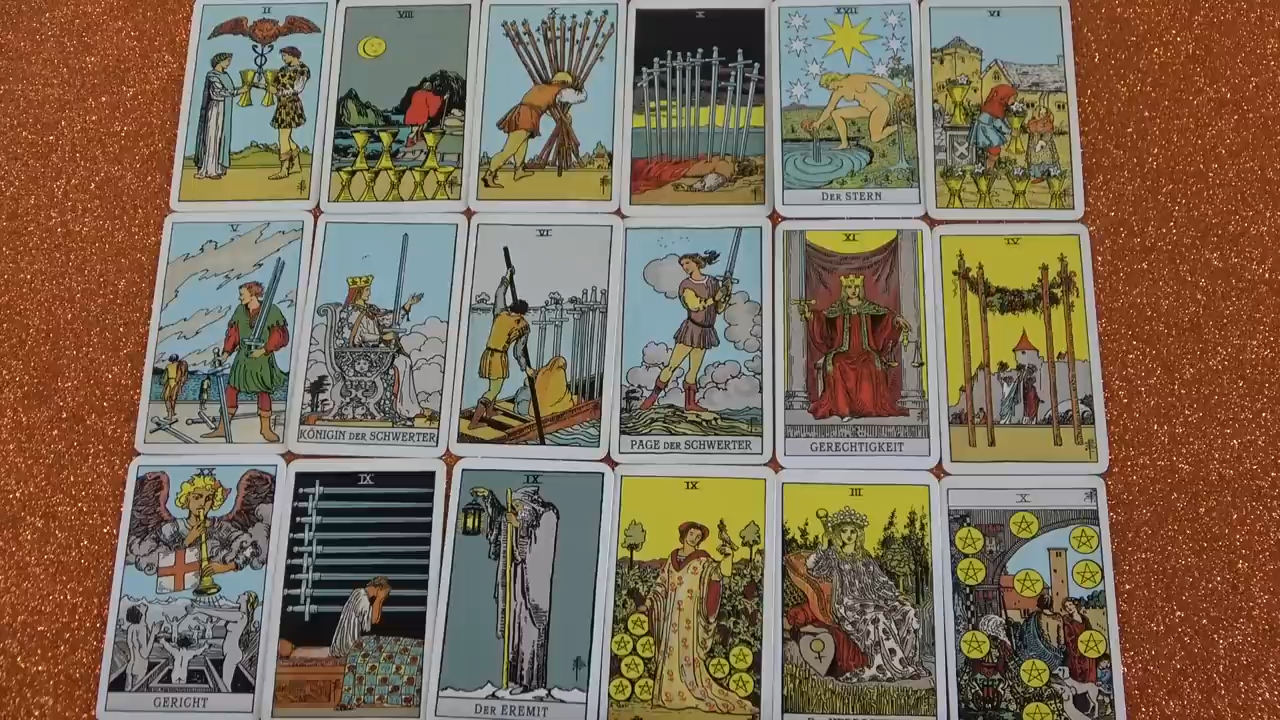 II
VIII
X
X
XVII
VI
DER STERN
V
VI
XI
IV
KÖNIGIN DER SCHWERTER
PAGE DER SCHWERTER
GERECHTIGKEIT
XX
IX
IX
IX
III
X
GERICHT
DER EREMIT